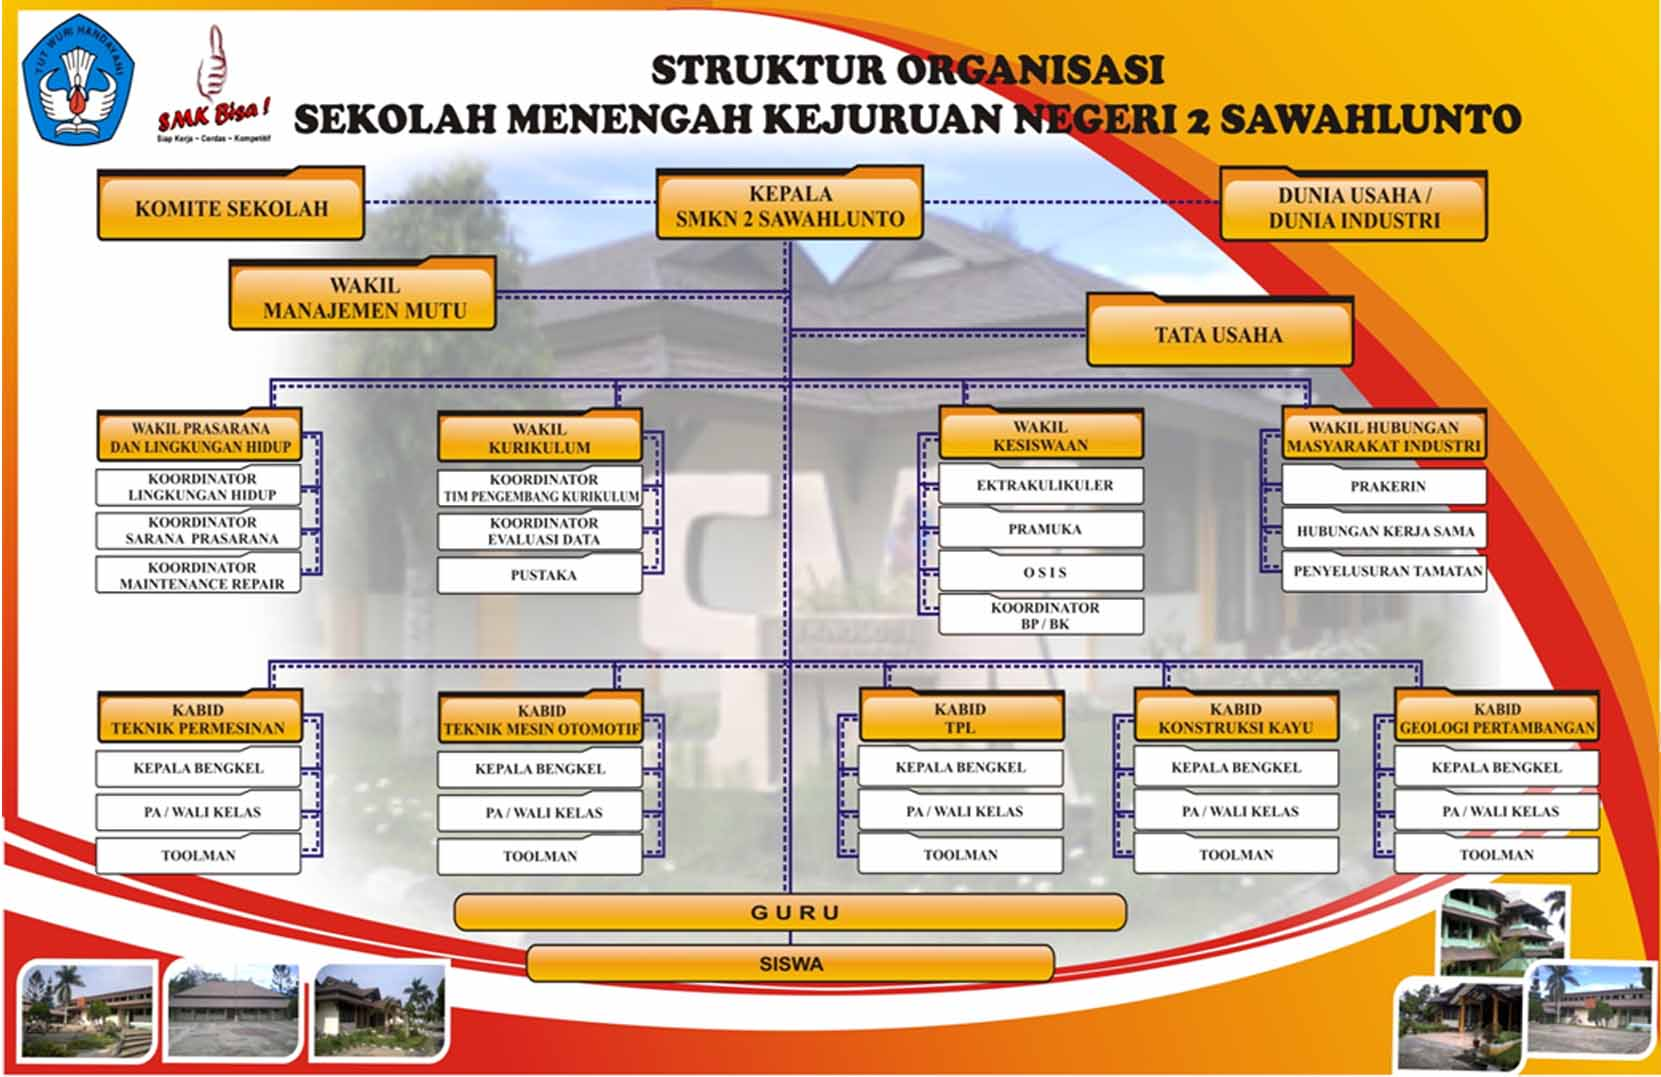 TUT WURI HANDAYANI
SMK Bisa !
Siap Kerja - Cerdas - Kompetitif
STRUKTUR ORGANISASI
SEKOLAH MENENGAH KEJURUAN NEGERI 2 SAWAHLUNTO
KOMITE SEKOLAH
KEPALA
SMKN 2 SAWAHLUNTO
DUNIA USAHA /
DUNIA INDUSTRI
WAKIL
MANAJEMEN MUTU
TATA USAHA
WAKIL PRASARANA
DAN LINGKUNGAN HIDUP
KOORDINATOR
LINGKUNGAN HIDUP
KOORDINATOR
SARANA PRASARANA
KOORDINATOR
MAINTENANCE REPAIR
WAKIL
KURIKULUM
KOORDINATOR
TIM PENGEMBANG KURIKULUM
KOORDINATOR
EVALUASI DATA
PUSTAKA
WAKIL
KESISWAAN
EKTRAKULIKULER
PRAMUKA
O S I S
KOORDINATOR
BP / BK
WAKIL HUBUNGAN
MASYARAKAT INDUSTRI
PRAKERIN
HUBUNGAN KERJA SAMA
PENYELUSURAN TAMATAN
KABID
TEKNIK PERMESINAN
KEPALA BENGKEL
PA / WALI KELAS
TOOLMAN
KABID
TEKNIK MESIN OTOMOTIF
KEPALA BENGKEL
PA / WALI KELAS
TOOLMAN
KABID
TPL
KEPALA BENGKEL
PA / WALI KELAS
TOOLMAN
KABID
KONSTRUKSI KAYU
KEPALA BENGKEL
PA / WALI KELAS
TOOLMAN
KABID
GEOLOGI PERTAMBANGAN
KEPALA BENGKEL
PA / WALI KELAS
TOOLMAN
G U R U
SISWA